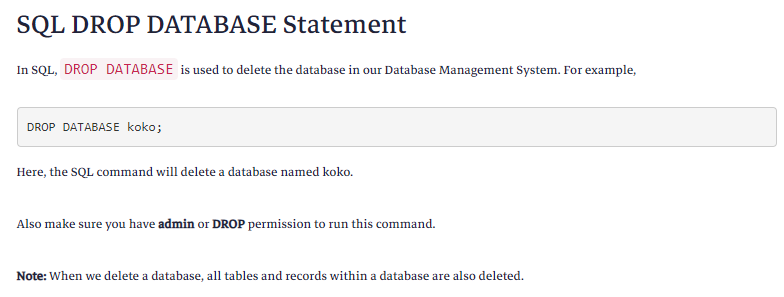 SQL DROP DATABASE Statement
In SQL, DROP DATABASE is used to delete the database in our Database Management System. For example,
DROP DATABASE koko;
Here, the SQL command will delete a database named koko.
Also make sure you have admin or DROP permission to run this command.
Note: When we delete a database, all tables and records within a database are also deleted.